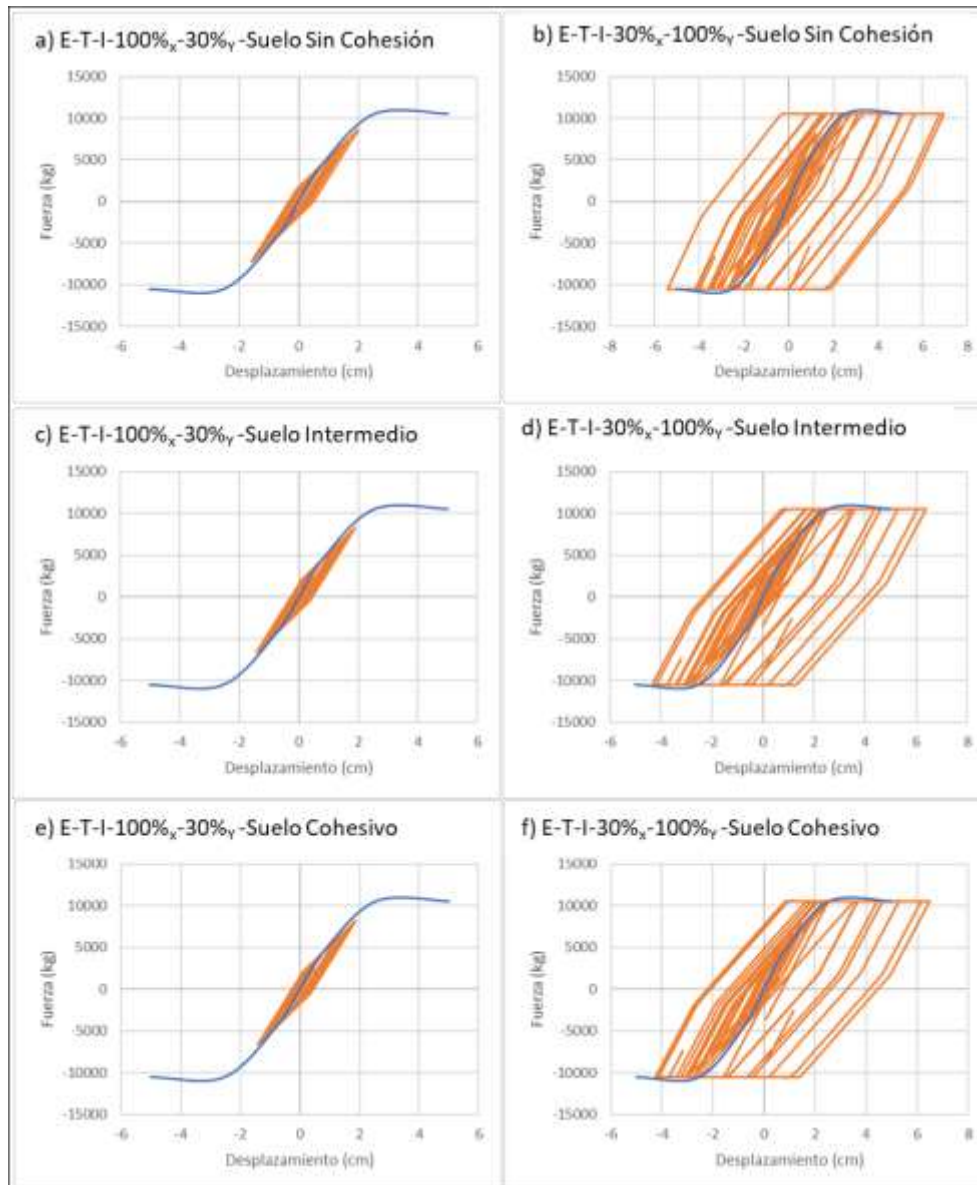 a) E-T-I-100%x-30%Y-Suelo Sin Cohesión
15000
10000
5000
0
-5000
-10000
-15000
Fuerza (kg)
-6 -4 -2 0 2 4 6
Desplazamiento (cm)
b) E-T-I-30%x-100%Y-Suelo Sin Cohesión
15000
10000
5000
0
-5000
-10000
-15000
Fuerza (kg)
-8 -6 -4 -2 0 2 4 6 8
Desplazamiento (cm)
c) E-T-I-100%x-30%Y-Suelo Intermedio
15000
10000
5000
0
-5000
-10000
-15000
Fuerza (kg)
-6 -4 -2 0 2 4 6
Desplazamiento (cm)
d) E-T-I-30%x-100%Y-Suelo Intermedio
15000
10000
5000
0
-5000
-10000
-15000
Fuerza (kg)
-6 -4 -2 0 2 4 6 8
Desplazamiento (cm)
e) E-T-I-100%x-30%Y-Suelo Cohesivo
15000
10000
5000
0
-5000
-10000
-15000
Fuerza (kg)
-6 -4 -2 0 2 4 6
Desplazamiento (cm)
f) E-T-I-30%x-100%Y-Suelo Cohesivo
15000
10000
5000
0
-5000
-10000
-15000
Fuerza (kg)
-6 -4 -2 0 2 4 6 8
Desplazamiento (cm)